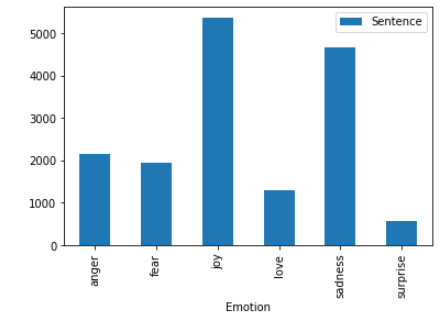 Sentence
5000
4000
3000
2000
1000
0
anger
fear
joy
love
sadness
surprise
Emotion